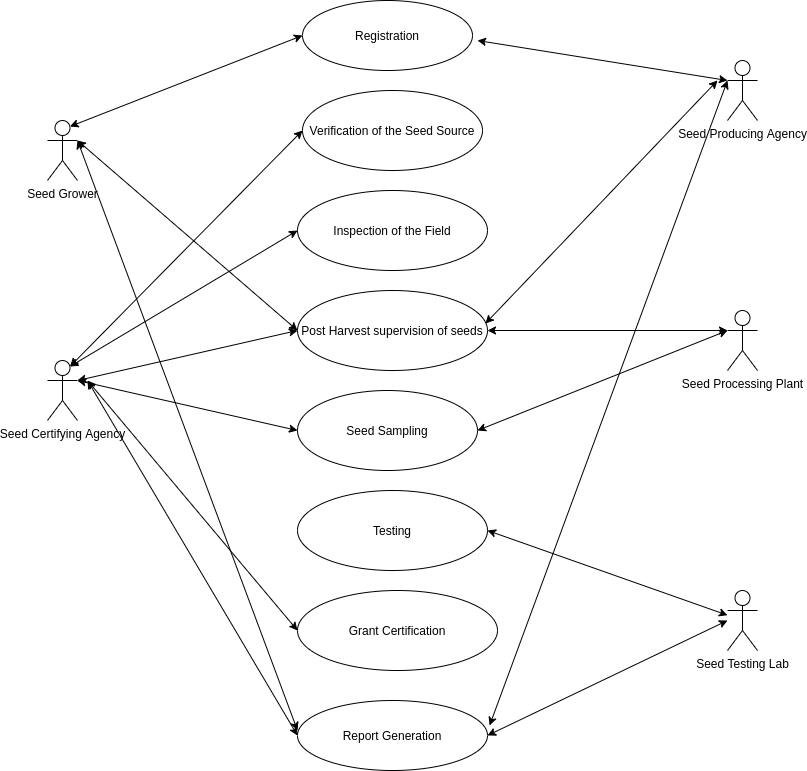 Registration
Verification of the Seed Source
Seed Producing Agency
Seed Grower
Inspection of the Field
Post Harvest supervision of seeds
Seed Processing Plant
Seed Certifying Agency
Seed Sampling
Testing
Grant Certification
Seed Testing Lab
Report Generation